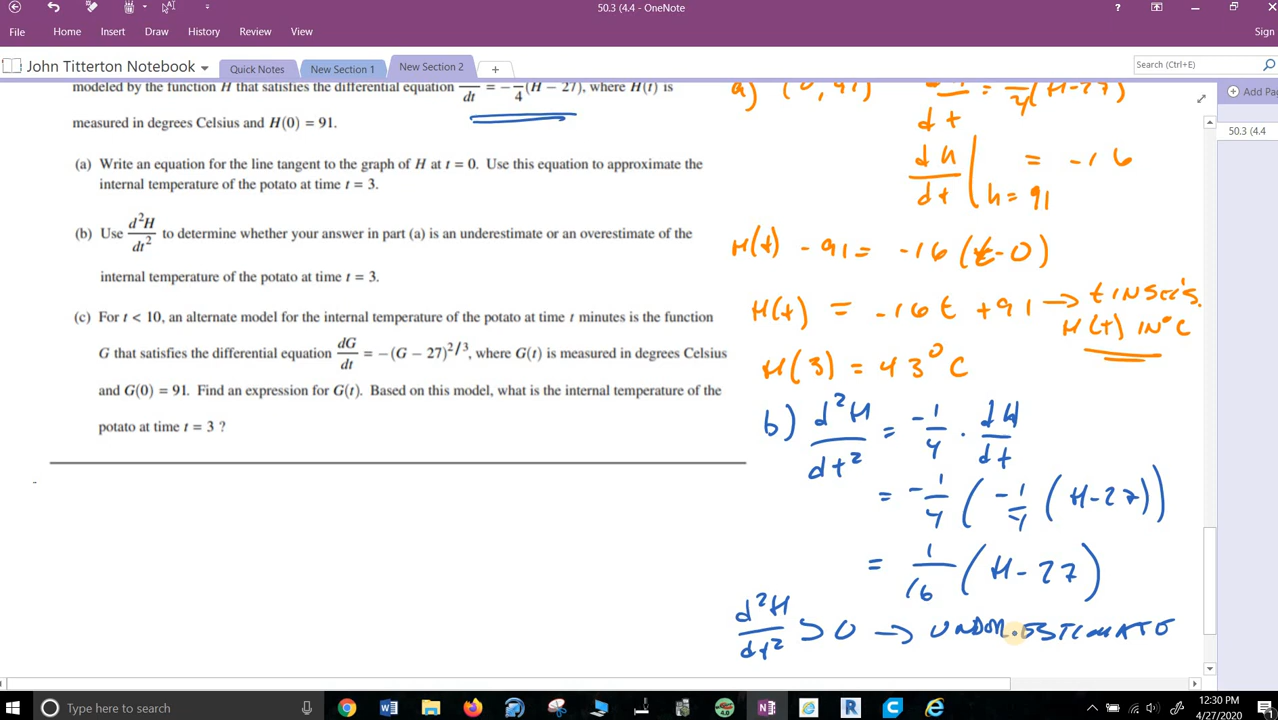 50.3 (4.4 - OneNote
?
Sign
File Home Insert Draw History Review View
John Titterton Notebook
Quick Notes New Section 1 New Section 2 +
Search (Ctrl+E)
Add Pa
50.3 (4.4
modeled by the function H that satisfies the differential equation dt = -1/4(H − 27), where H(t) is
measured in degrees Celsius and H(0) = 91.
(a) Write an equation for the line tangent to the graph of H at t = 0. Use this equation to approximate the
internal temperature of the potato at time t = 3.
(b) Use d²H/dt² to determine whether your answer in part (a) is an underestimate or an overestimate of the
internal temperature of the potato at time t = 3.
(c) For t < 10, an alternate model for the internal temperature of the potato at time t minutes is the function
G that satisfies the differential equation dG/dt = −(G − 27)^2/3, where G(t) is measured in degrees Celsius
and G(0) = 91. Find an expression for G(t). Based on this model, what is the internal temperature of the
potato at time t = 3 ?
a) (0, 91) dt = /4(H-27)
dh/dt | h=91 = -16
H(t) - 91 = -16(t-0)
H(t) = -16t + 91 → t IN SEC'S.
H(t) IN °C
H(3) = 43°C
b) d²H/dt² = -1/4 · dH/dt
= -1/4 (-1/4 (H-27))
= 1/16 (H-27)
d²H/dt² > 0 → UNDERESTIMATE
Type here to search
4.0
12:30 PM
4/27/2020